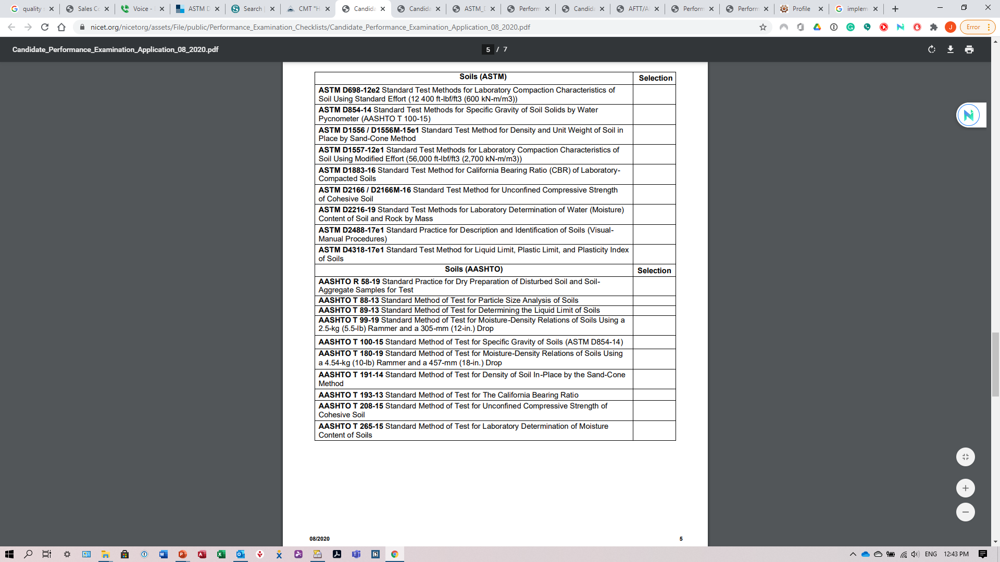 quality
Sales Co
Voice -
ASTM D
Search
CMT "H
Candida
Candida
ASTM_D
Perform
Candida
AFTT/A
Perform
Perform
Profile
implem
nicet.org/nicetorg/assets/File/public/Performance_Examination_Checklists/Candidate_Performance_Examination_Application_08_2020.pdf
J
Error
Candidate_Performance_Examination_Application_08_2020.pdf
5 / 7
Soils (ASTM) Selection
ASTM D698-12e2 Standard Test Methods for Laboratory Compaction Characteristics of
Soil Using Standard Effort (12 400 ft-lbf/ft3 (600 kN-m/m3))
ASTM D854-14 Standard Test Methods for Specific Gravity of Soil Solids by Water
Pycnometer (AASHTO T 100-15)
ASTM D1556 / D1556M-15e1 Standard Test Method for Density and Unit Weight of Soil in
Place by Sand-Cone Method
ASTM D1557-12e1 Standard Test Methods for Laboratory Compaction Characteristics of
Soil Using Modified Effort (56,000 ft-lbf/ft3 (2,700 kN-m/m3))
ASTM D1883-16 Standard Test Method for California Bearing Ratio (CBR) of Laboratory-
Compacted Soils
ASTM D2166 / D2166M-16 Standard Test Method for Unconfined Compressive Strength
of Cohesive Soil
ASTM D2216-19 Standard Test Methods for Laboratory Determination of Water (Moisture)
Content of Soil and Rock by Mass
ASTM D2488-17e1 Standard Practice for Description and Identification of Soils (Visual-
Manual Procedures)
ASTM D4318-17e1 Standard Test Method for Liquid Limit, Plastic Limit, and Plasticity Index
of Soils
Soils (AASHTO) Selection
AASHTO R 58-19 Standard Practice for Dry Preparation of Disturbed Soil and Soil-
Aggregate Samples for Test
AASHTO T 88-13 Standard Method of Test for Particle Size Analysis of Soils
AASHTO T 89-13 Standard Method of Test for Determining the Liquid Limit of Soils
AASHTO T 99-19 Standard Method of Test for Moisture-Density Relations of Soils Using a
2.5-kg (5.5-lb) Rammer and a 305-mm (12-in.) Drop
AASHTO T 100-15 Standard Method of Test for Specific Gravity of Soils (ASTM D854-14)
AASHTO T 180-19 Standard Method of Test for Moisture-Density Relations of Soils Using
a 4.54-kg (10-lb) Rammer and a 457-mm (18-in.) Drop
AASHTO T 191-14 Standard Method of Test for Density of Soil In-Place by the Sand-Cone
Method
AASHTO T 193-13 Standard Method of Test for The California Bearing Ratio
AASHTO T 208-15 Standard Method of Test for Unconfined Compressive Strength of
Cohesive Soil
AASHTO T 265-15 Standard Method of Test for Laboratory Determination of Moisture
Content of Soils
08/2020 5
ENG 12:43 PM